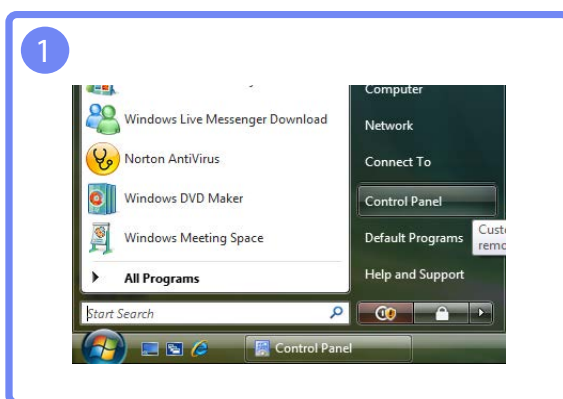 1
Computer
Windows Live Messenger Download
Network
Norton AntiVirus
Connect To
Windows DVD Maker
Control Panel
Windows Meeting Space
Default Programs
All Programs
Help and Support
Start Search
Control Panel